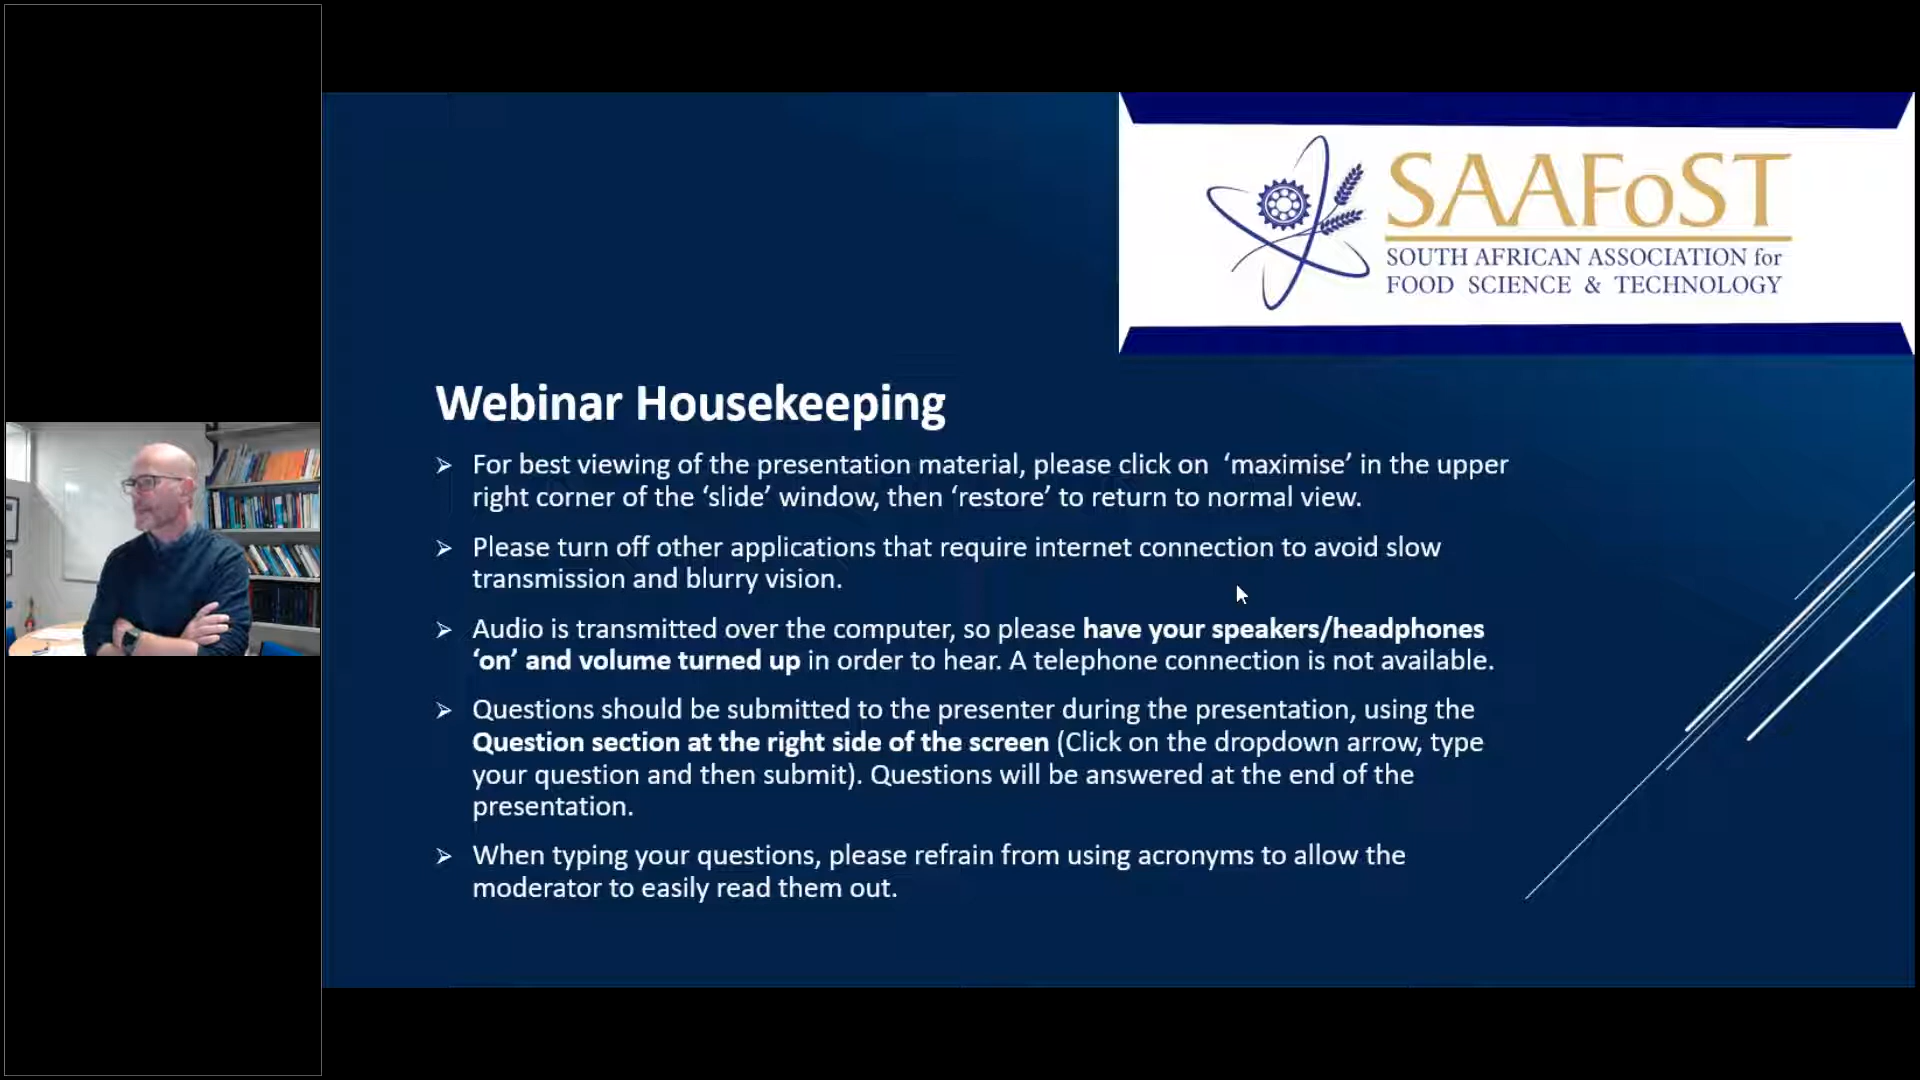 SAAFoST
SOUTH AFRICAN ASSOCIATION for
FOOD SCIENCE & TECHNOLOGY
Webinar Housekeeping
➢ For best viewing of the presentation material, please click on ‘maximise’ in the upper
right corner of the ‘slide’ window, then ‘restore’ to return to normal view.
➢ Please turn off other applications that require internet connection to avoid slow
transmission and blurry vision.
➢ Audio is transmitted over the computer, so please have your speakers/headphones
‘on’ and volume turned up in order to hear. A telephone connection is not available.
➢ Questions should be submitted to the presenter during the presentation, using the
Question section at the right side of the screen (Click on the dropdown arrow, type
your question and then submit). Questions will be answered at the end of the
presentation.
➢ When typing your questions, please refrain from using acronyms to allow the
moderator to easily read them out.